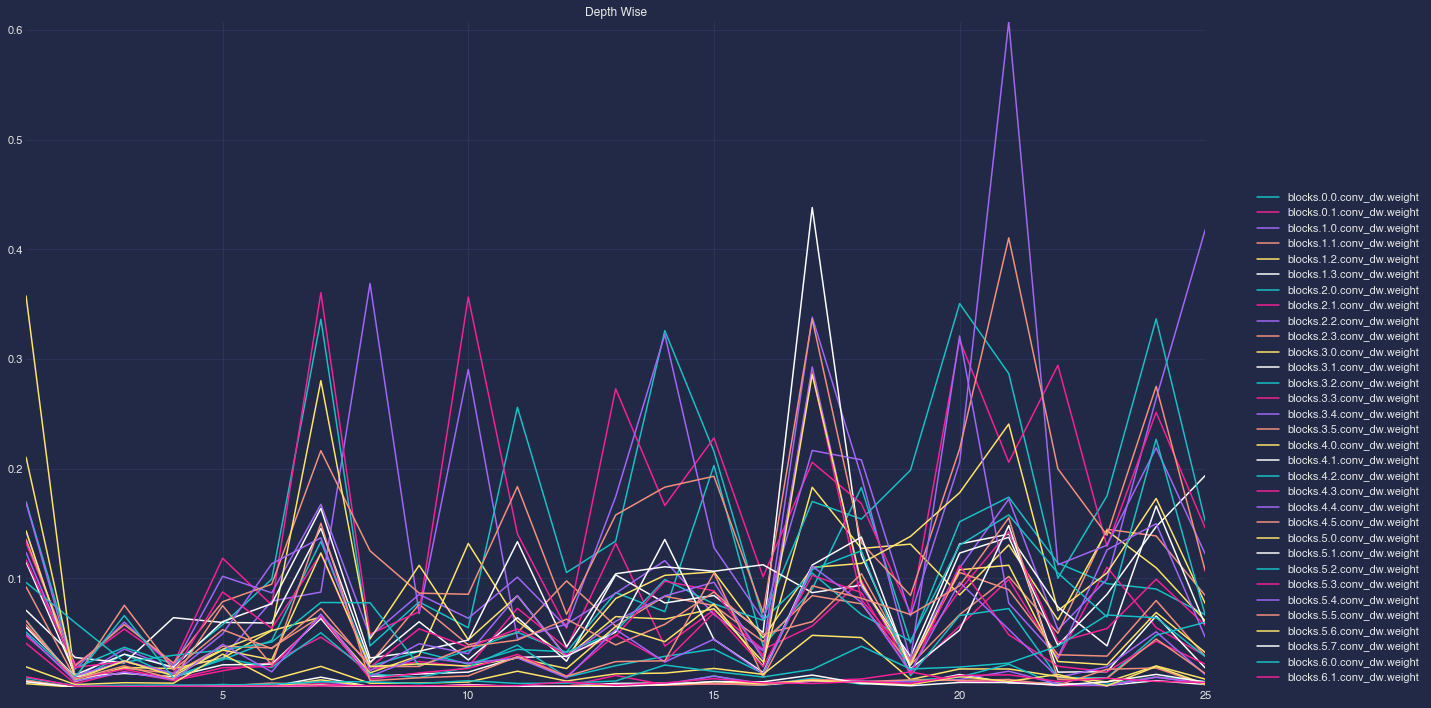 Depth Wise
0.6
0.5
0.4
0.3
0.2
0.1
5
10
15
20
25
blocks.0.0.conv_dw.weight
blocks.0.1.conv_dw.weight
blocks.1.0.conv_dw.weight
blocks.1.1.conv_dw.weight
blocks.1.2.conv_dw.weight
blocks.1.3.conv_dw.weight
blocks.2.0.conv_dw.weight
blocks.2.1.conv_dw.weight
blocks.2.2.conv_dw.weight
blocks.2.3.conv_dw.weight
blocks.3.0.conv_dw.weight
blocks.3.1.conv_dw.weight
blocks.3.2.conv_dw.weight
blocks.3.3.conv_dw.weight
blocks.3.4.conv_dw.weight
blocks.3.5.conv_dw.weight
blocks.4.0.conv_dw.weight
blocks.4.1.conv_dw.weight
blocks.4.2.conv_dw.weight
blocks.4.3.conv_dw.weight
blocks.4.4.conv_dw.weight
blocks.4.5.conv_dw.weight
blocks.5.0.conv_dw.weight
blocks.5.1.conv_dw.weight
blocks.5.2.conv_dw.weight
blocks.5.3.conv_dw.weight
blocks.5.4.conv_dw.weight
blocks.5.5.conv_dw.weight
blocks.5.6.conv_dw.weight
blocks.5.7.conv_dw.weight
blocks.6.0.conv_dw.weight
blocks.6.1.conv_dw.weight